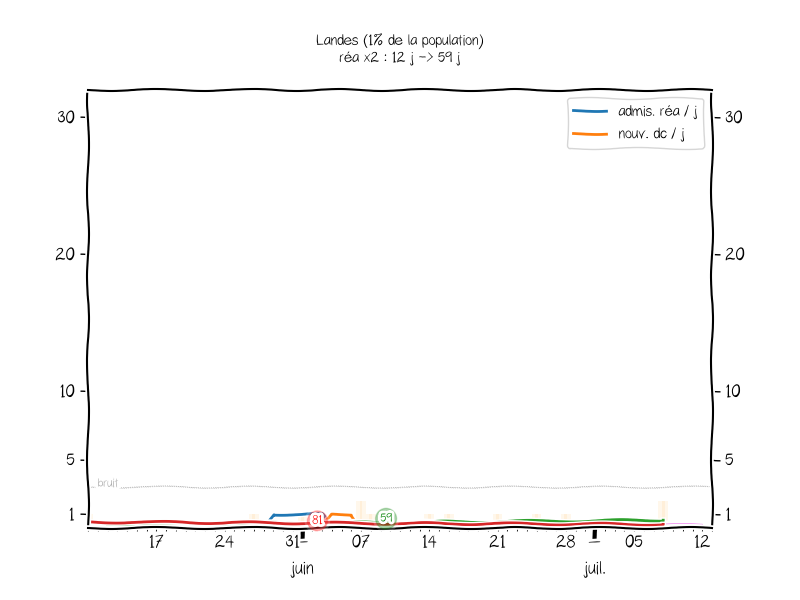 Landes (1% de la population)
réa x2 : 12 j -> 59 j
admis. réa / j
nouv. dc / j
30
30
20
20
10
10
5
5
bruit
1
1
81
59
17 24 31 07 14 21 28 05 12
juin juil.